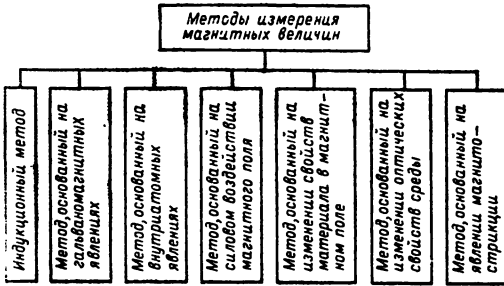 Методы измерения
магнитных величин
Индукционный метод
Метод, основанный на
гальваномагнитных
явлениях
Метод, основанный на
внутриатомных
явлениях
Метод, основанный на
силовом воздействии
магнитного поля
Метод, основанный на
изменении свойств
материала в магнит-
ном поле
Метод, основанный на
изменении оптических
свойств среды
Метод, основанный на
явлении магнито-
стрикции